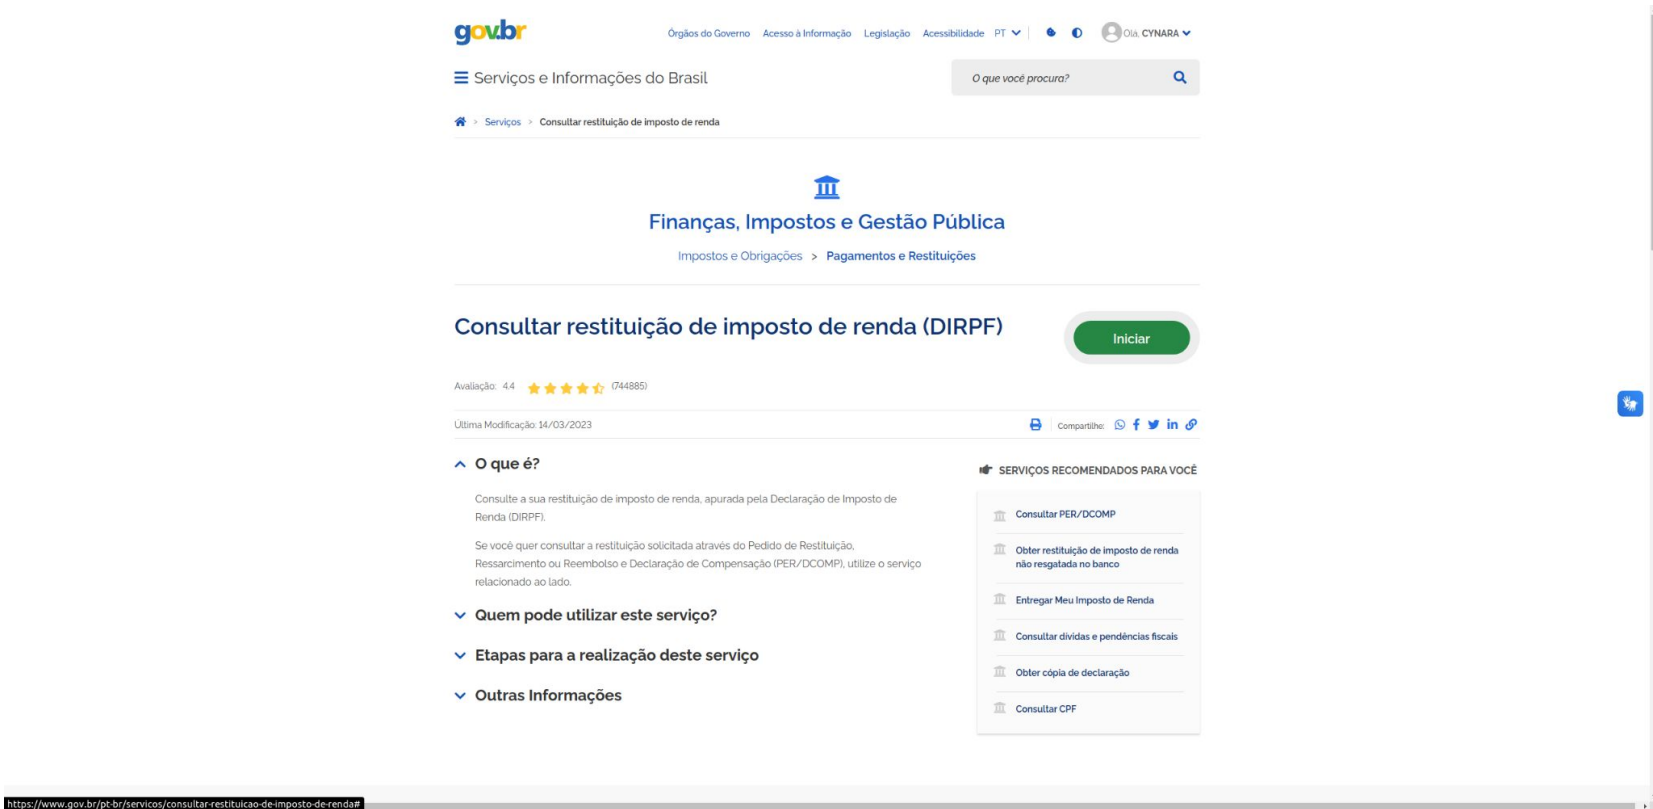 gov.br
Órgãos do Governo Acesso à Informação Legislação Acessibilidade PT Olá, CYNARA
Serviços e Informações do Brasil
O que você procura?
> Serviços > Consultar restituição de imposto de renda
Finanças, Impostos e Gestão Pública
Impostos e Obrigações > Pagamentos e Restituições
Consultar restituição de imposto de renda (DIRPF)
Iniciar
Avaliação: 4.4 (744885)
Última Modificação: 14/03/2023
Compartilhe:
O que é?
Consulte a sua restituição de imposto de renda, apurada pela Declaração de Imposto de
Renda (DIRPF).
Se você quer consultar a restituição solicitada através do Pedido de Restituição,
Ressarcimento ou Reembolso e Declaração de Compensação (PER/DCOMP), utilize o serviço
relacionado ao lado.
Quem pode utilizar este serviço?
Etapas para a realização deste serviço
Outras Informações
SERVIÇOS RECOMENDADOS PARA VOCÊ
Consultar PER/DCOMP
Obter restituição de imposto de renda
não resgatada no banco
Entregar Meu Imposto de Renda
Consultar dívidas e pendências fiscais
Obter cópia de declaração
Consultar CPF
https://www.gov.br/pt-br/servicos/consultar-restituicao-de-imposto-de-renda#